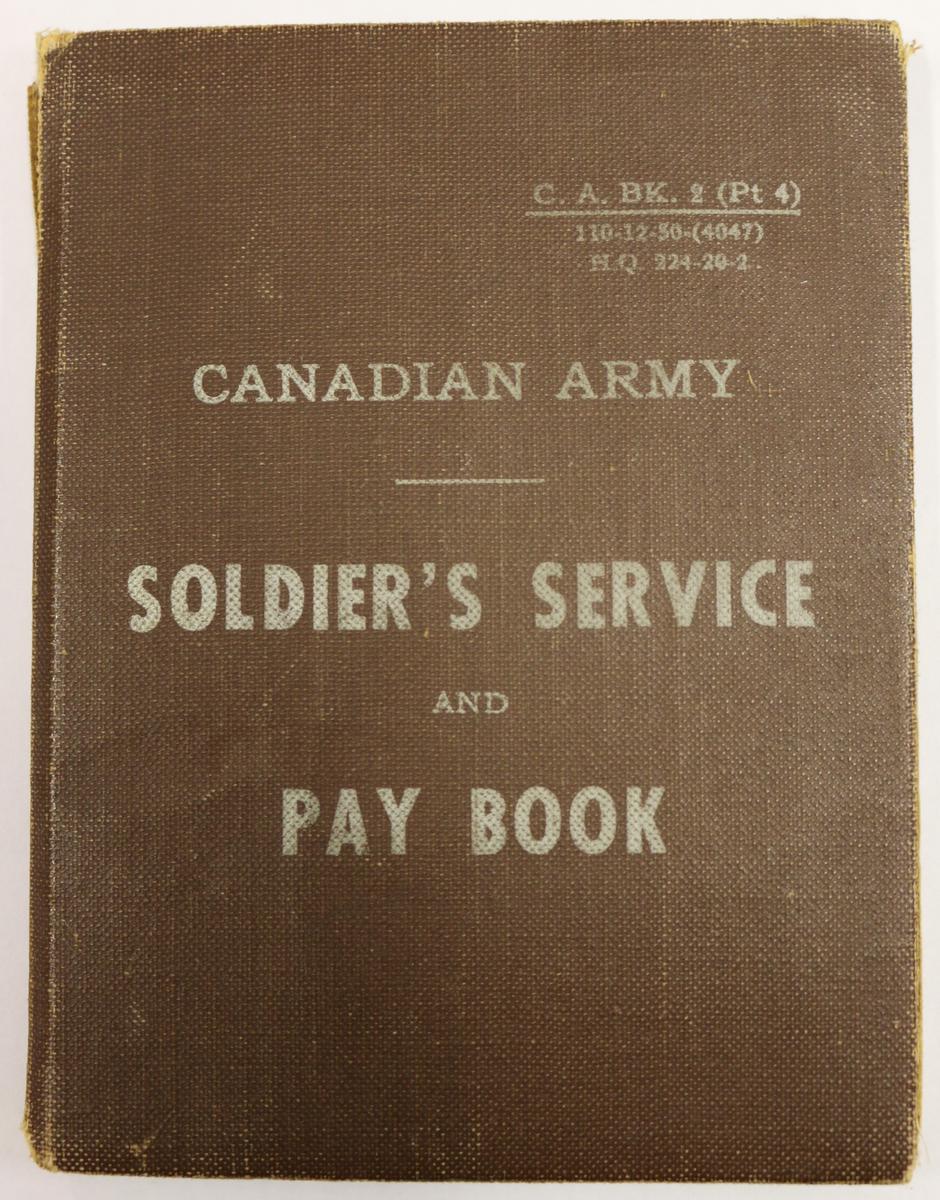 C. A. BK. 2 (Pt 4)
110-12-50-(4047)
H.Q. 224-20-2
CANADIAN ARMY
SOLDIER'S SERVICE
AND
PAY BOOK